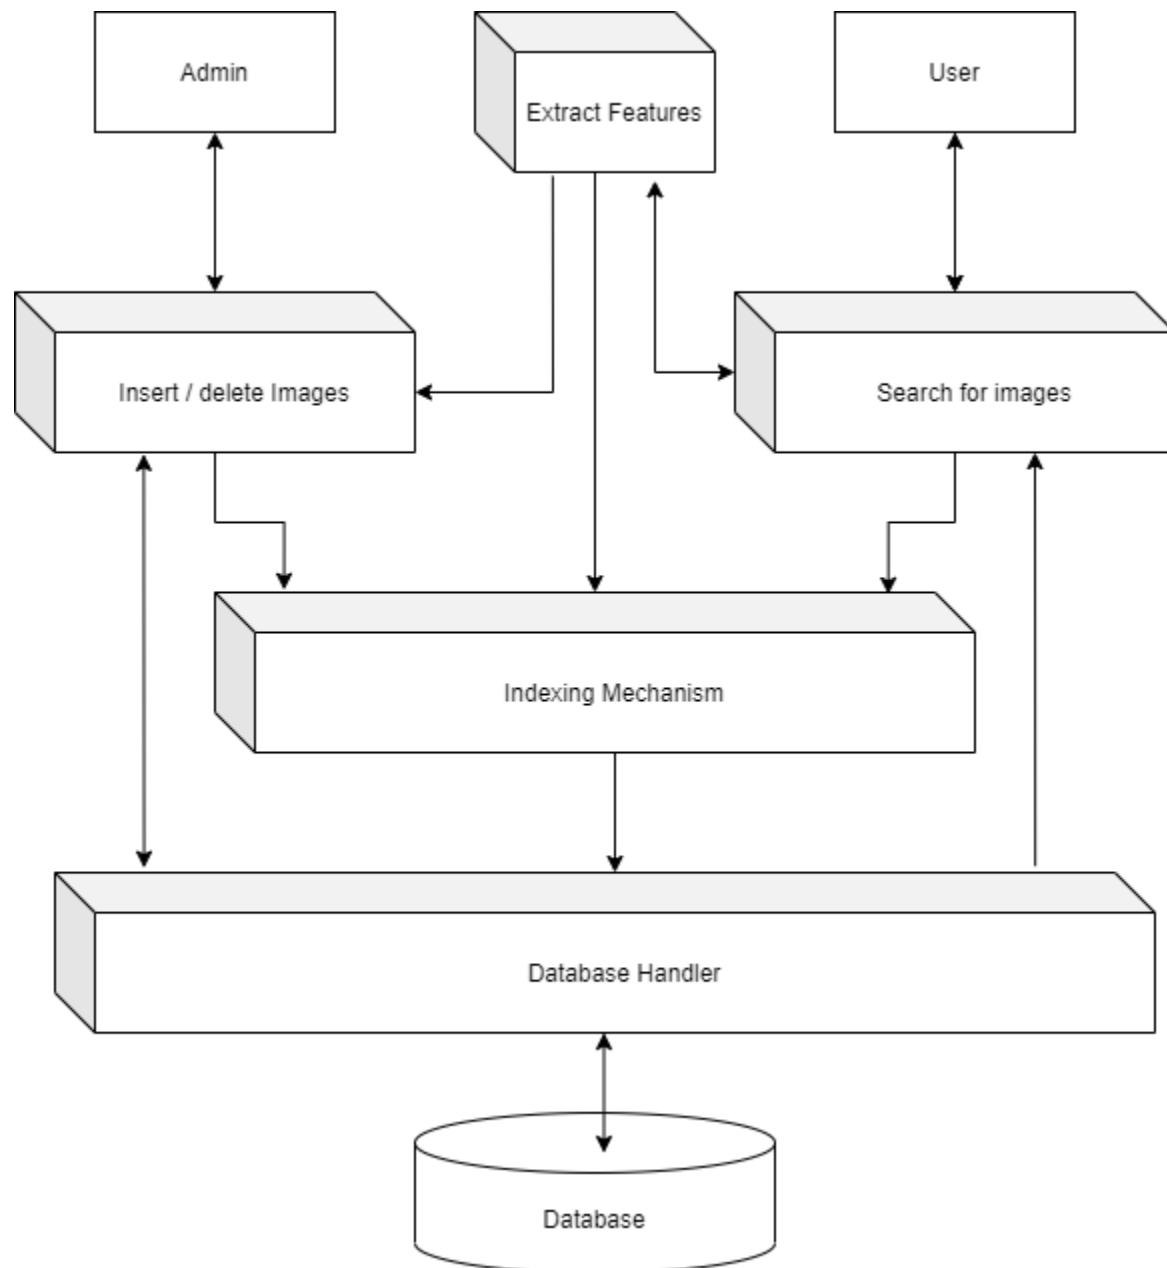 Admin
Extract Features
User
Insert / delete Images
Search for images
Indexing Mechanism
Database Handler
Database